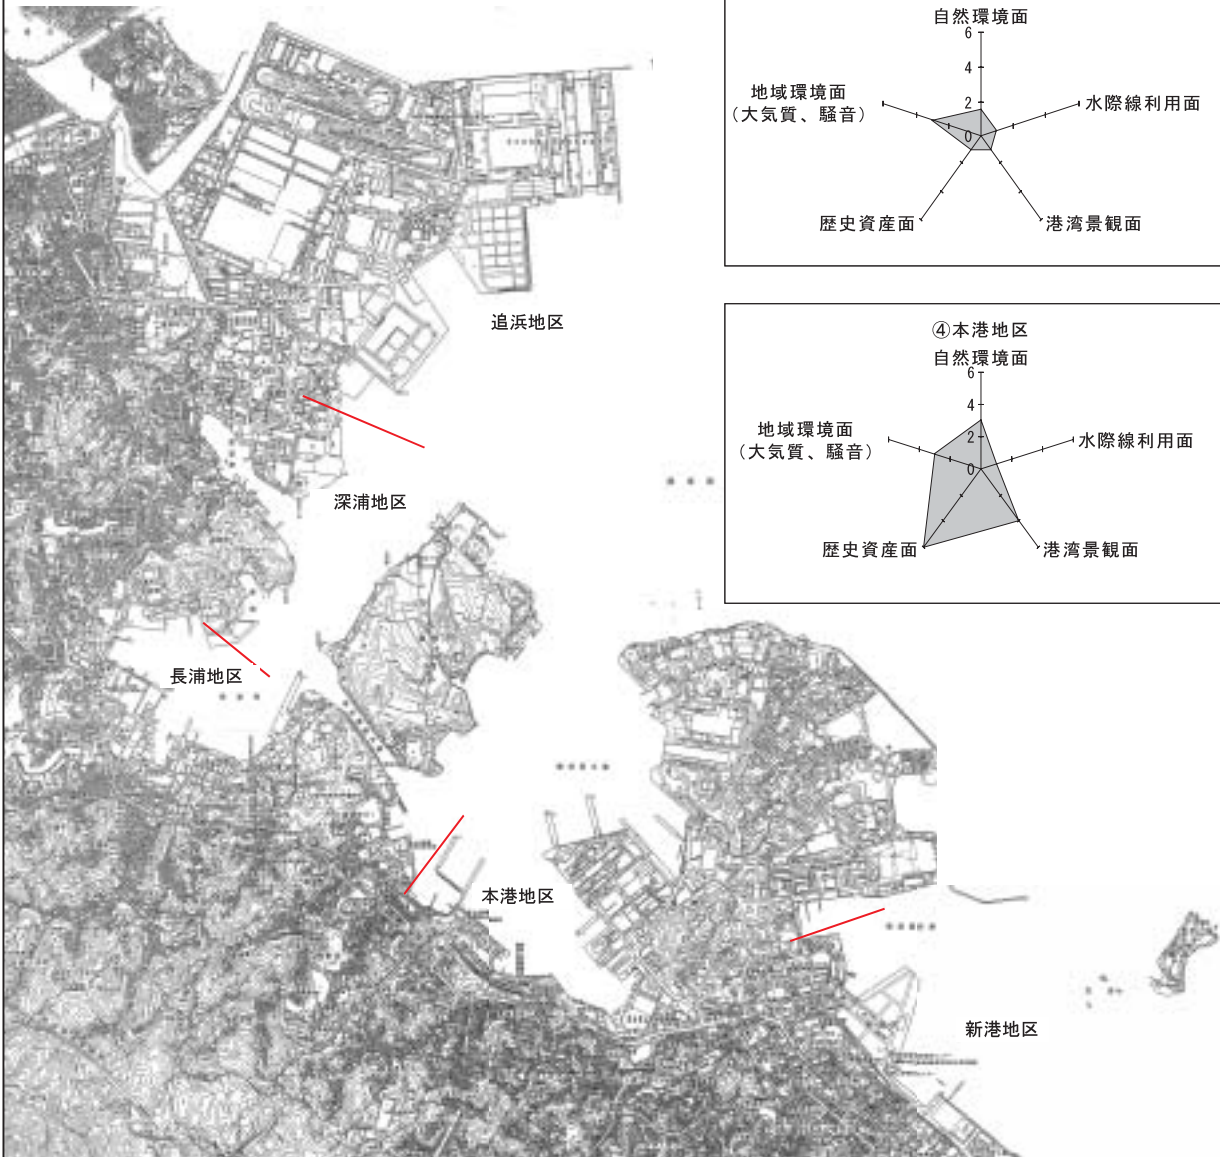 自然環境面
6
4
2
0
地域環境面
（大気質、騒音）
水際線利用面
歴史資産面
港湾景観面
④本港地区
自然環境面
6
4
2
0
地域環境面
（大気質、騒音）
水際線利用面
歴史資産面
港湾景観面
追浜地区
深浦地区
長浦地区
本港地区
新港地区